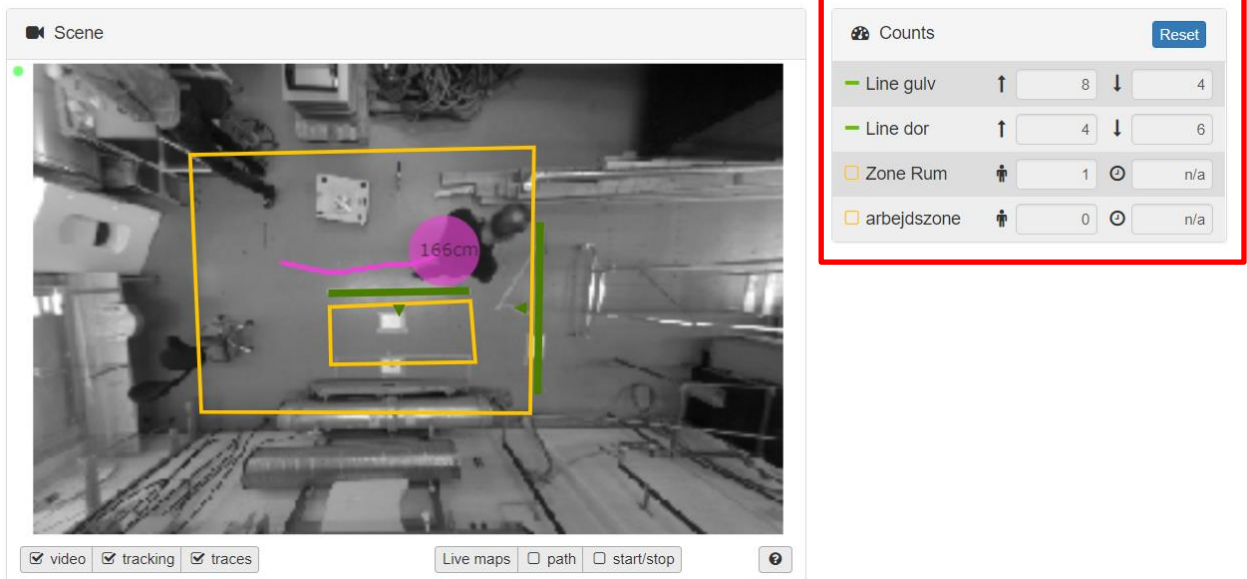 Scene
166cm
video tracking traces
Live maps path start/stop
Counts
Reset
Line gulv 8 4
Line dor 4 6
Zone Rum 1 n/a
arbejdszone 0 n/a